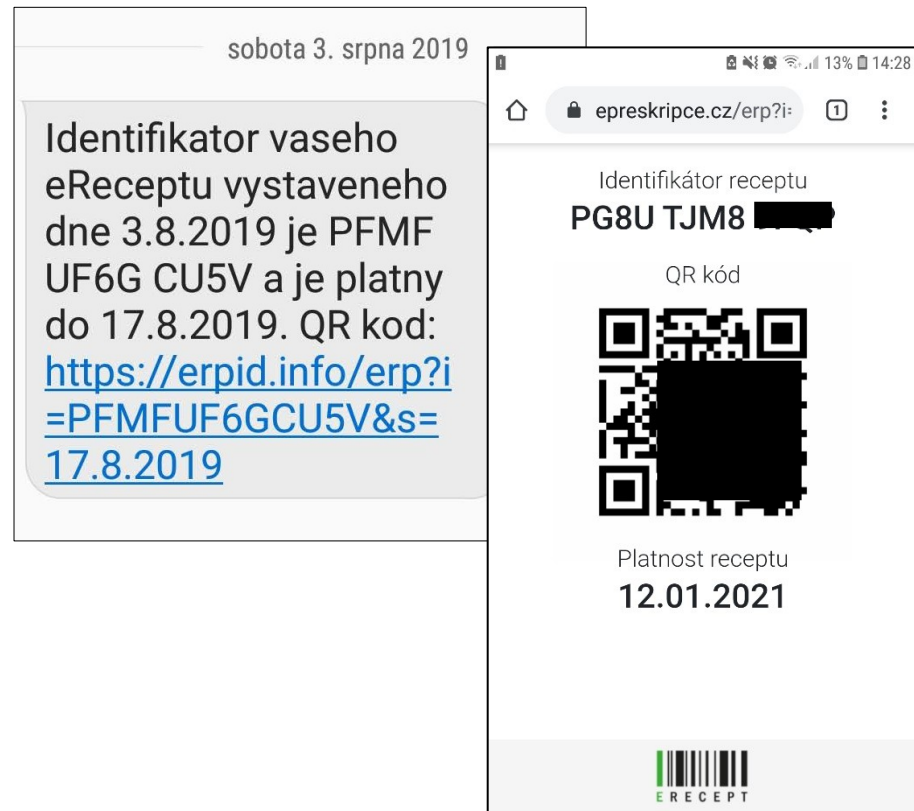 sobota 3. srpna 2019
Identifikator vaseho
eReceptu vystaveneho
dne 3.8.2019 je PFMF
UF6G CU5V a je platny
do 17.8.2019. QR kod:
https://erpid.info/erp?i
=PFMFUF6GCU5V&s=
17.8.2019
13% 14:28
epreskripce.cz/erp?i=
1
Identifikátor receptu
PG8U TJM8
QR kód
Platnost receptu
12.01.2021
ERECEPT